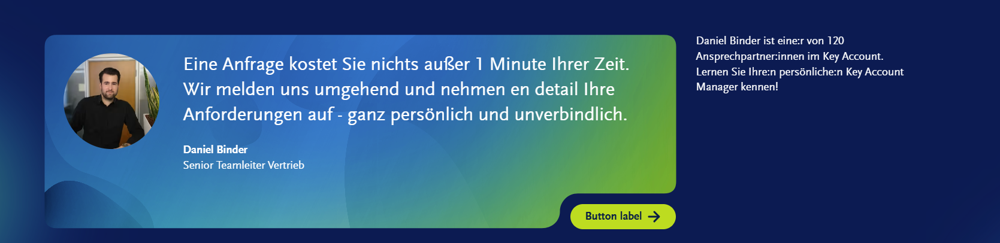 Eine Anfrage kostet Sie nichts außer 1 Minute Ihrer Zeit.
Wir melden uns umgehend und nehmen en detail Ihre
Anforderungen auf - ganz persönlich und unverbindlich.
Daniel Binder
Senior Teamleiter Vertrieb
Button label
Daniel Binder ist eine:r von 120
Ansprechpartner:innen im Key Account.
Lernen Sie Ihre:n persönliche:n Key Account
Manager kennen!